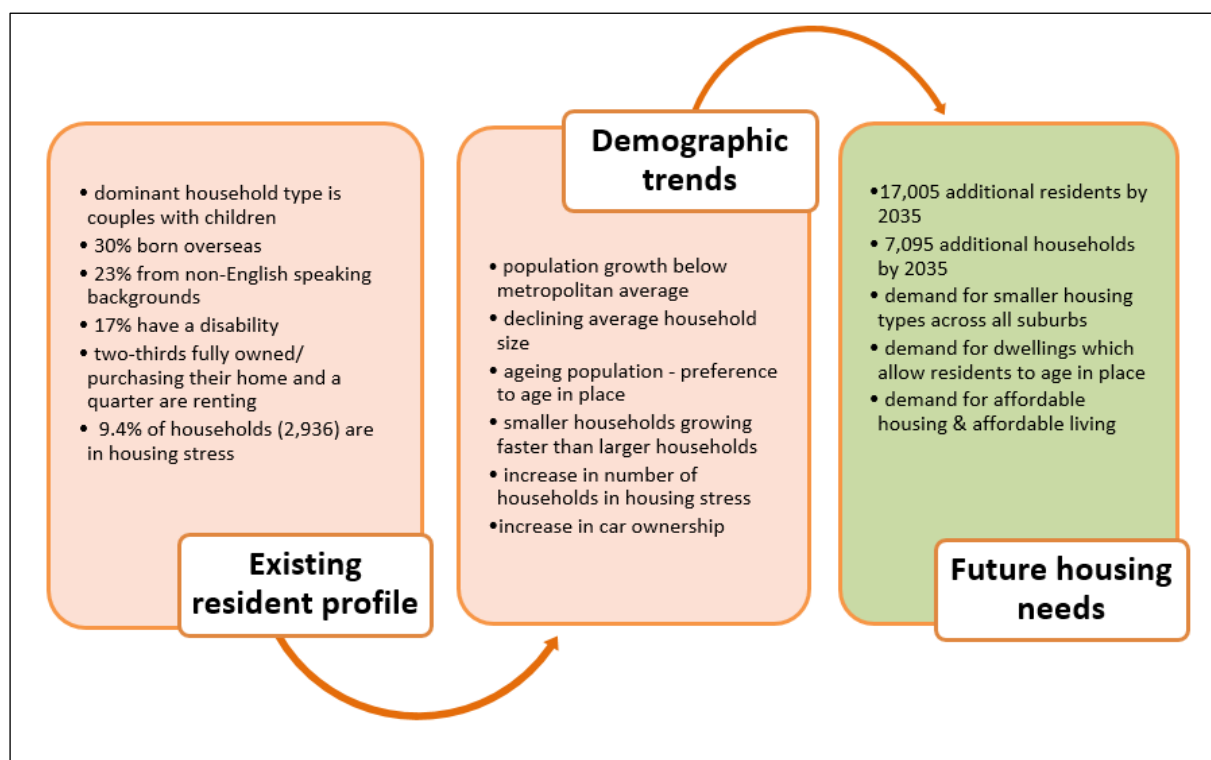 • dominant household type is
couples with children
• 30% born overseas
• 23% from non-English speaking
backgrounds
• 17% have a disability
• two-thirds fully owned/
purchasing their home and a
quarter are renting
• 9.4% of households (2,936) are
in housing stress
Existing
resident profile
Demographic
trends
• population growth below
metropolitan average
• declining average household
size
• ageing population - preference
to age in place
• smaller households growing
faster than larger households
• increase in number of
households in housing stress
•increase in car ownership
•17,005 additional residents by
2035
• 7,095 additional households
by 2035
• demand for smaller housing
types across all suburbs
• demand for dwellings which
allow residents to age in place
• demand for affordable
housing & affordable living
Future housing
needs